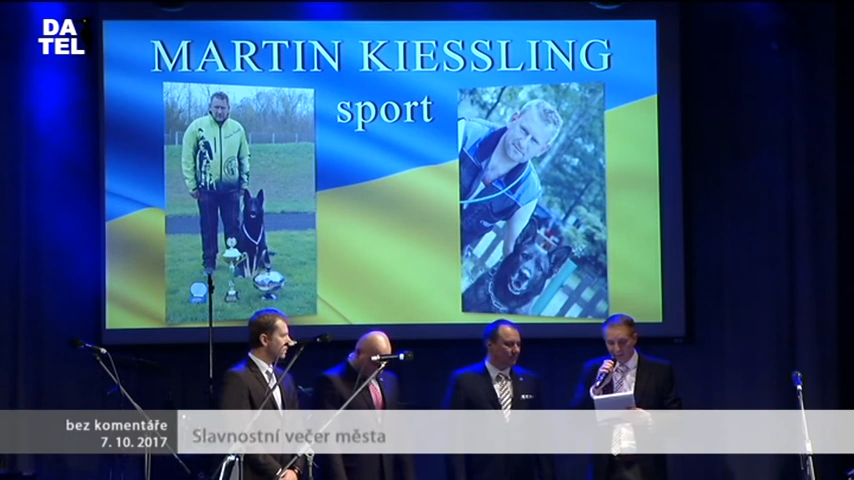 DA
TEL
MARTIN KIESSLING
sport
bez komentáře
7. 10. 2017
Slavnostní večer města